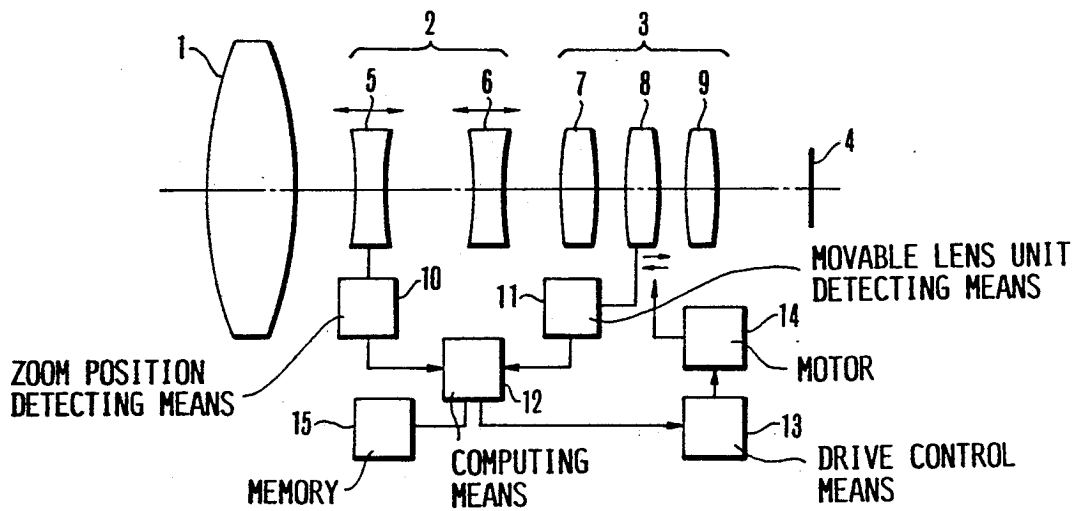 1
2
3
5
6
7
8
9
4
10
11
MOVABLE LENS UNIT
DETECTING MEANS
14
MOTOR
ZOOM POSITION
DETECTING MEANS
12
15
13
MEMORY
COMPUTING
MEANS
DRIVE CONTROL
MEANS